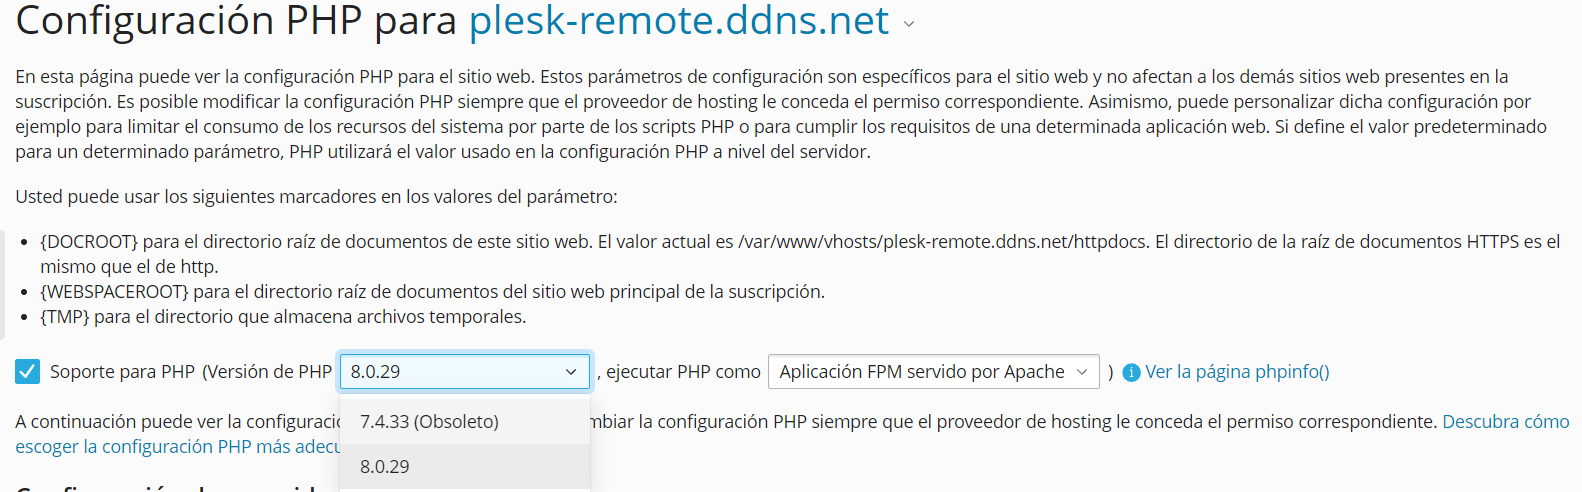 Configuración PHP para plesk-remote.ddns.net
En esta página puede ver la configuración PHP para el sitio web. Estos parámetros de configuración son específicos para el sitio web y no afectan a los demás sitios web presentes en la
suscripción. Es posible modificar la configuración PHP siempre que el proveedor de hosting le conceda el permiso correspondiente. Asimismo, puede personalizar dicha configuración por
ejemplo para limitar el consumo de los recursos del sistema por parte de los scripts PHP o para cumplir los requisitos de una determinada aplicación web. Si define el valor predeterminado
para un determinado parámetro, PHP utilizará el valor usado en la configuración PHP a nivel del servidor.
Usted puede usar los siguientes marcadores en los valores del parámetro:
• {DOCROOT} para el directorio raíz de documentos de este sitio web. El valor actual es /var/www/vhosts/plesk-remote.ddns.net/httpdocs. El directorio de la raíz de documentos HTTPS es el
mismo que el de http.
• {WEBSPACEROOT} para el directorio raíz de documentos del sitio web principal de la suscripción.
• {TMP} para el directorio que almacena archivos temporales.
Soporte para PHP (Versión de PHP 8.0.29 , ejecutar PHP como Aplicación FPM servido por Apache ) Ver la página phpinfo()
7.4.33 (Obsoleto)
8.0.29
A continuación puede ver la configuració mbiar la configuración PHP siempre que el proveedor de hosting le conceda el permiso correspondiente. Descubra cómo
escoger la configuración PHP más adecu